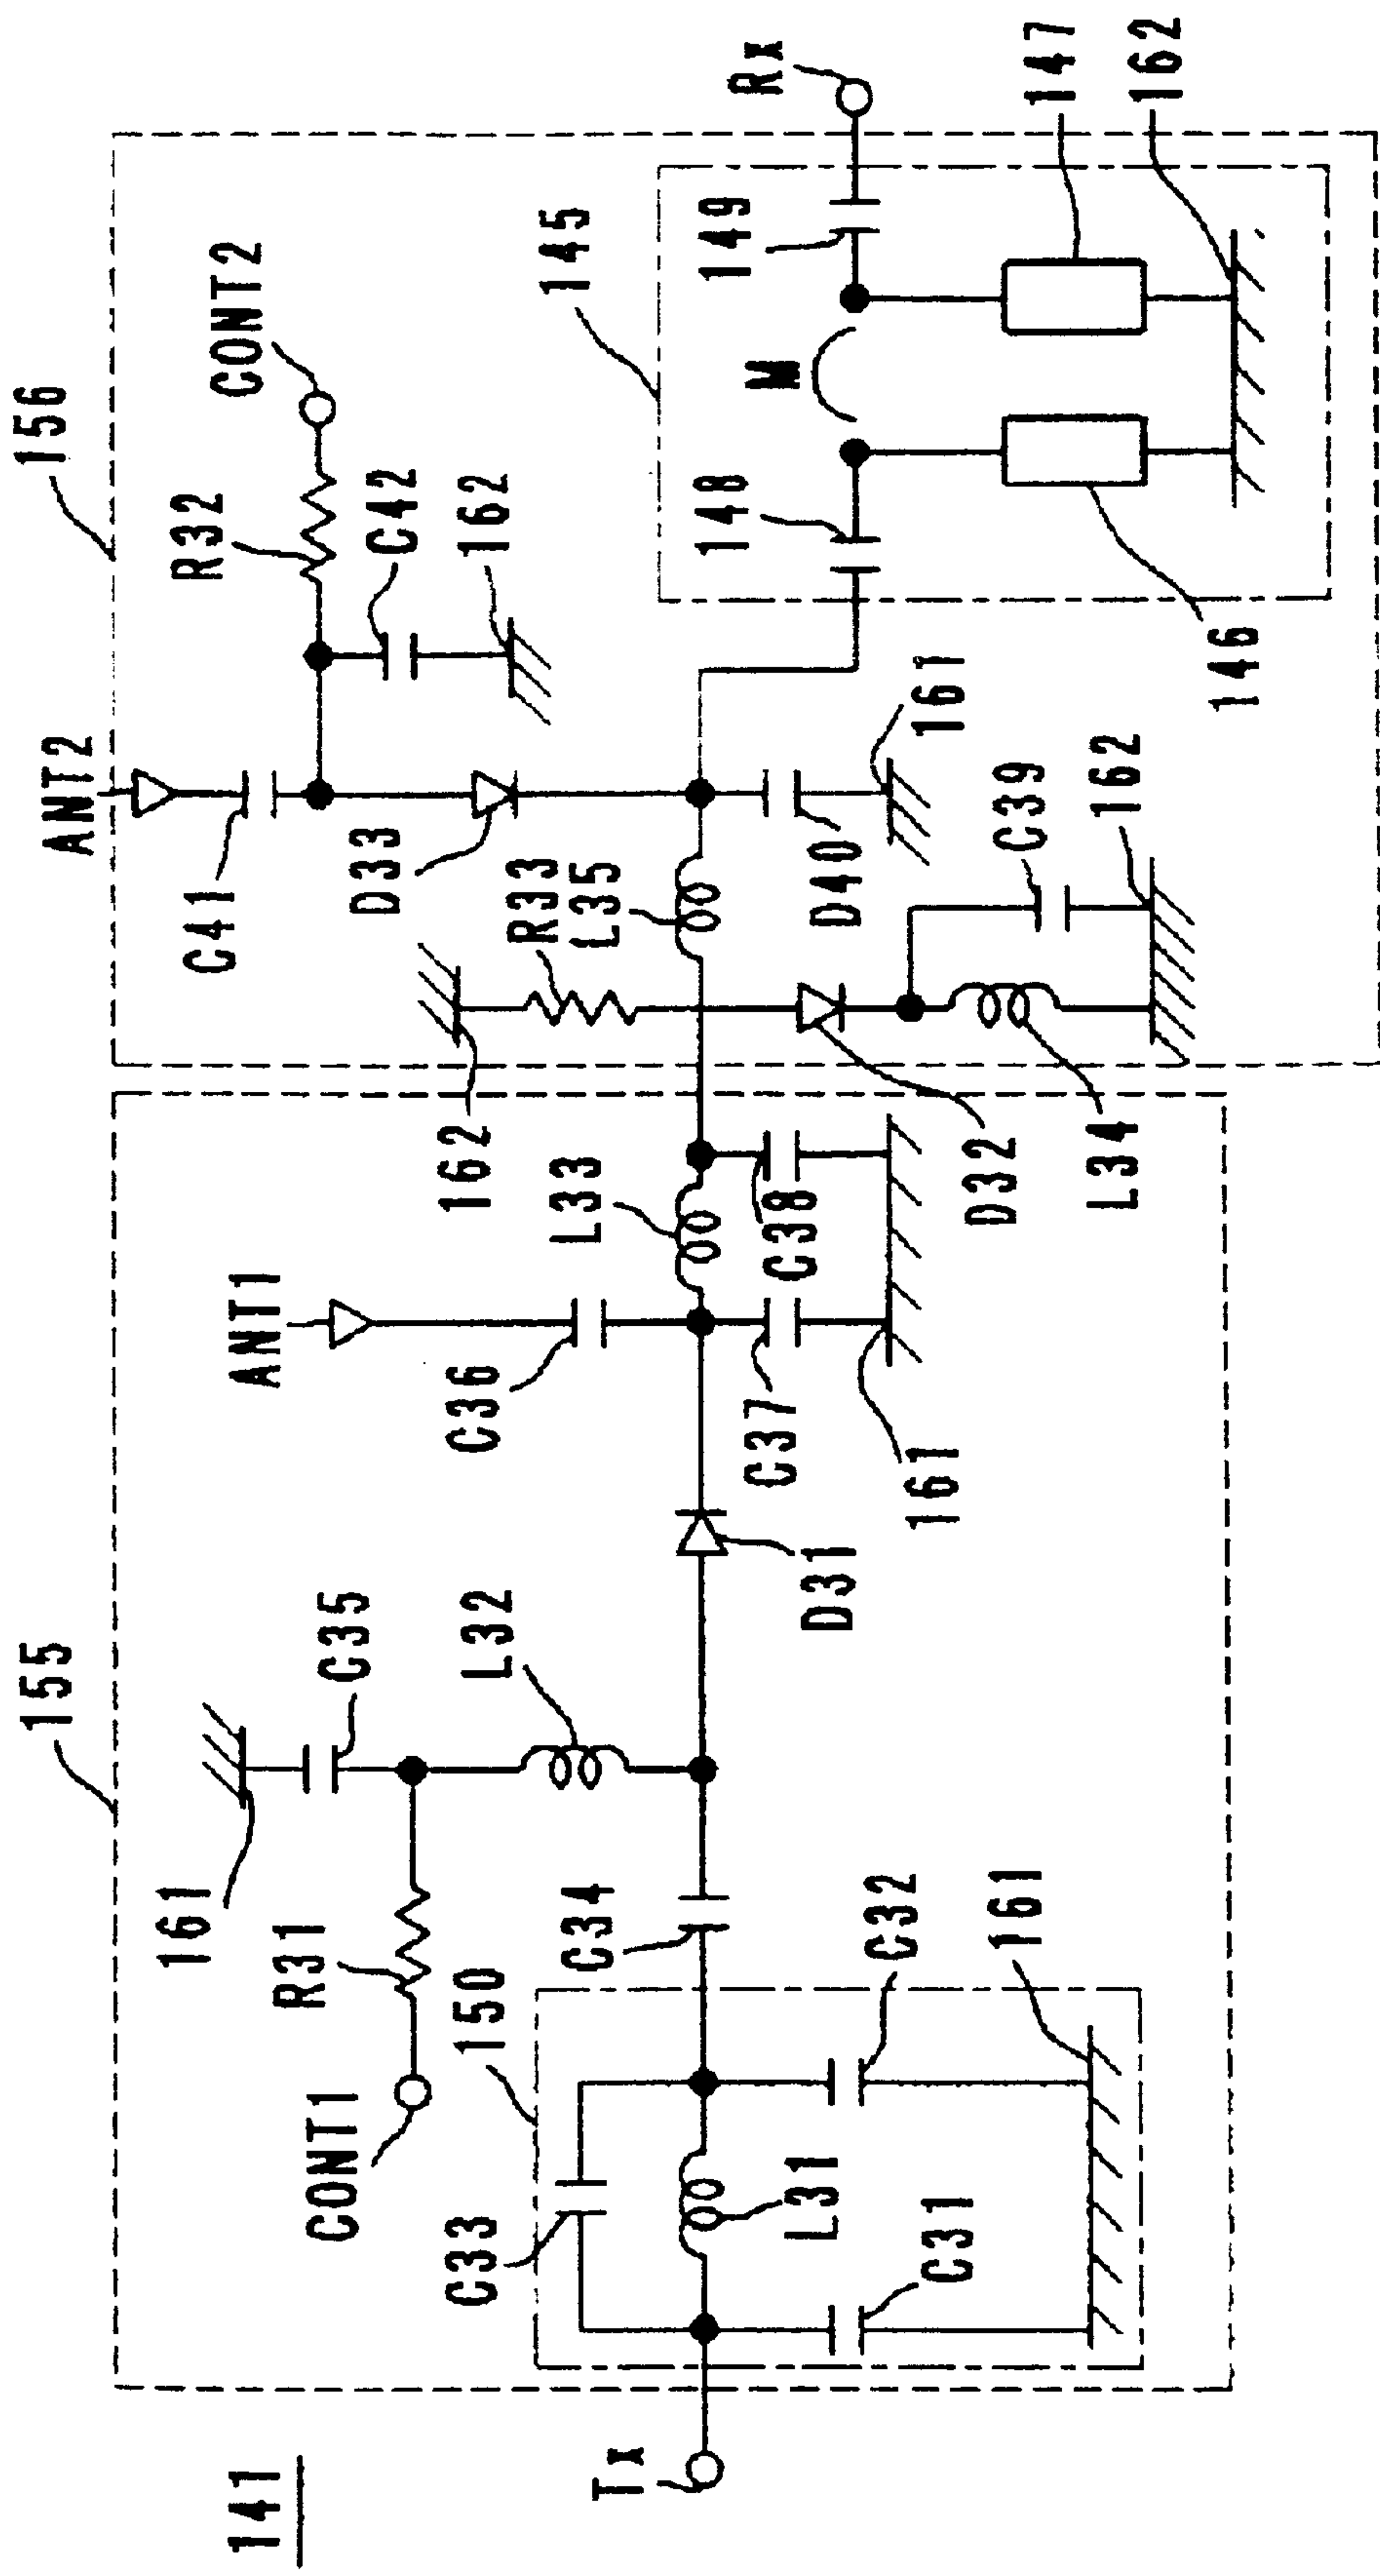 141
155
156
ANT2
CONT2
C41
R32
C42
162
145
Rx
161
C35
ANT1
162
R33
L35
D33
148
M
149
CONT1
R31
L32
C36
L33
150
C33
C34
D31
C37
C38
D40
161
C39
162
146
147
162
Tx
L31
C31
C32
161
161
D32
L34